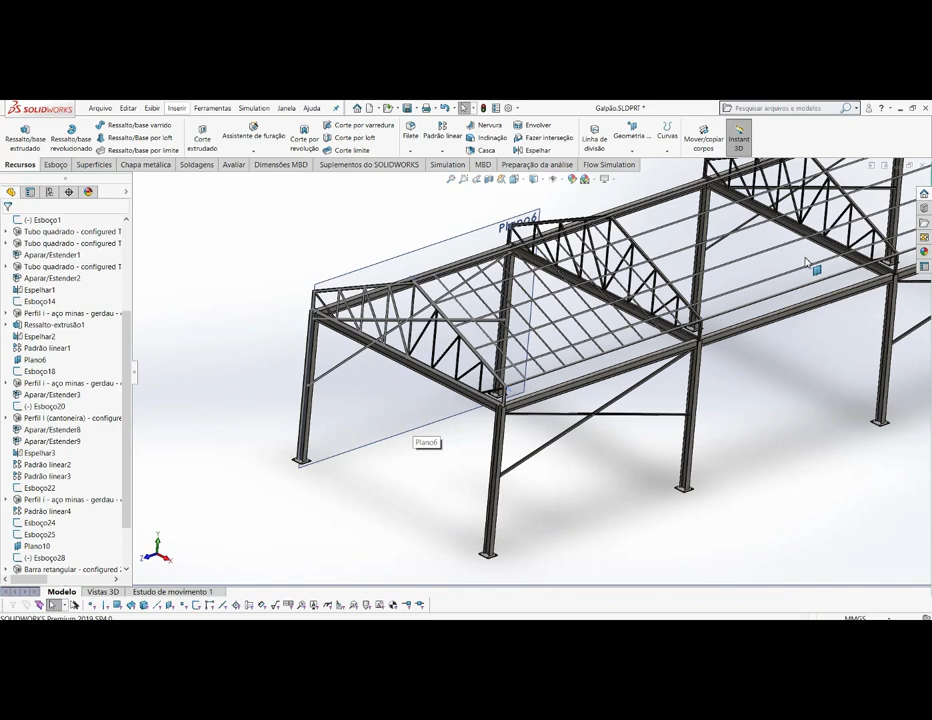 SOLIDWORKS Arquivo Editar Exibir Inserir Ferramentas Simulation Janela Ajuda Galpão.SLDPRT * Pesquisar arquivos e modelos
Ressalto/base extrudado
Ressalto/base revolucionado
Ressalto/base varrido
Ressalto/base por loft
Ressalto/base por limite
Corte extrudado
Assistente de furação
Corte por revolução
Corte por varredura
Corte por loft
Corte limite
Filete
Padrão linear
Nervura
Inclinação
Casca
Envolver
Fazer interseção
Espelhar
Linha de divisão
Geometria ...
Curvas
Mover/copiar corpos
Instant 3D
Recursos Esboço Superfícies Chapa metálica Soldagens Avaliar Dimensões MBD Suplementos do SOLIDWORKS Simulation MBD Preparação da análise Flow Simulation
(-) Esboço1
Tubo quadrado - configured T
Tubo quadrado - configured T
Aparar/Estender1
Tubo quadrado - configured T
Aparar/Estender2
Espelhar1
Esboço14
Perfil i - aço minas - gerdau -
Ressalto-extrusão1
Espelhar2
Padrão linear1
Plano6
Esboço18
Perfil i - aço minas - gerdau -
Aparar/Estender3
(-) Esboço20
Perfil l (cantoneira) - configure
Aparar/Estender8
Aparar/Estender9
Espelhar3
Padrão linear2
Padrão linear3
Esboço22
Perfil i - aço minas - gerdau -
Padrão linear4
Esboço24
Esboço25
Plano10
(-) Esboço28
Barra retangular - configured
Plano6
Plano6
Y
Z
X
Modelo Vistas 3D Estudo de movimento 1
SOLIDWORKS Premium 2019 SP4.0 MMGS